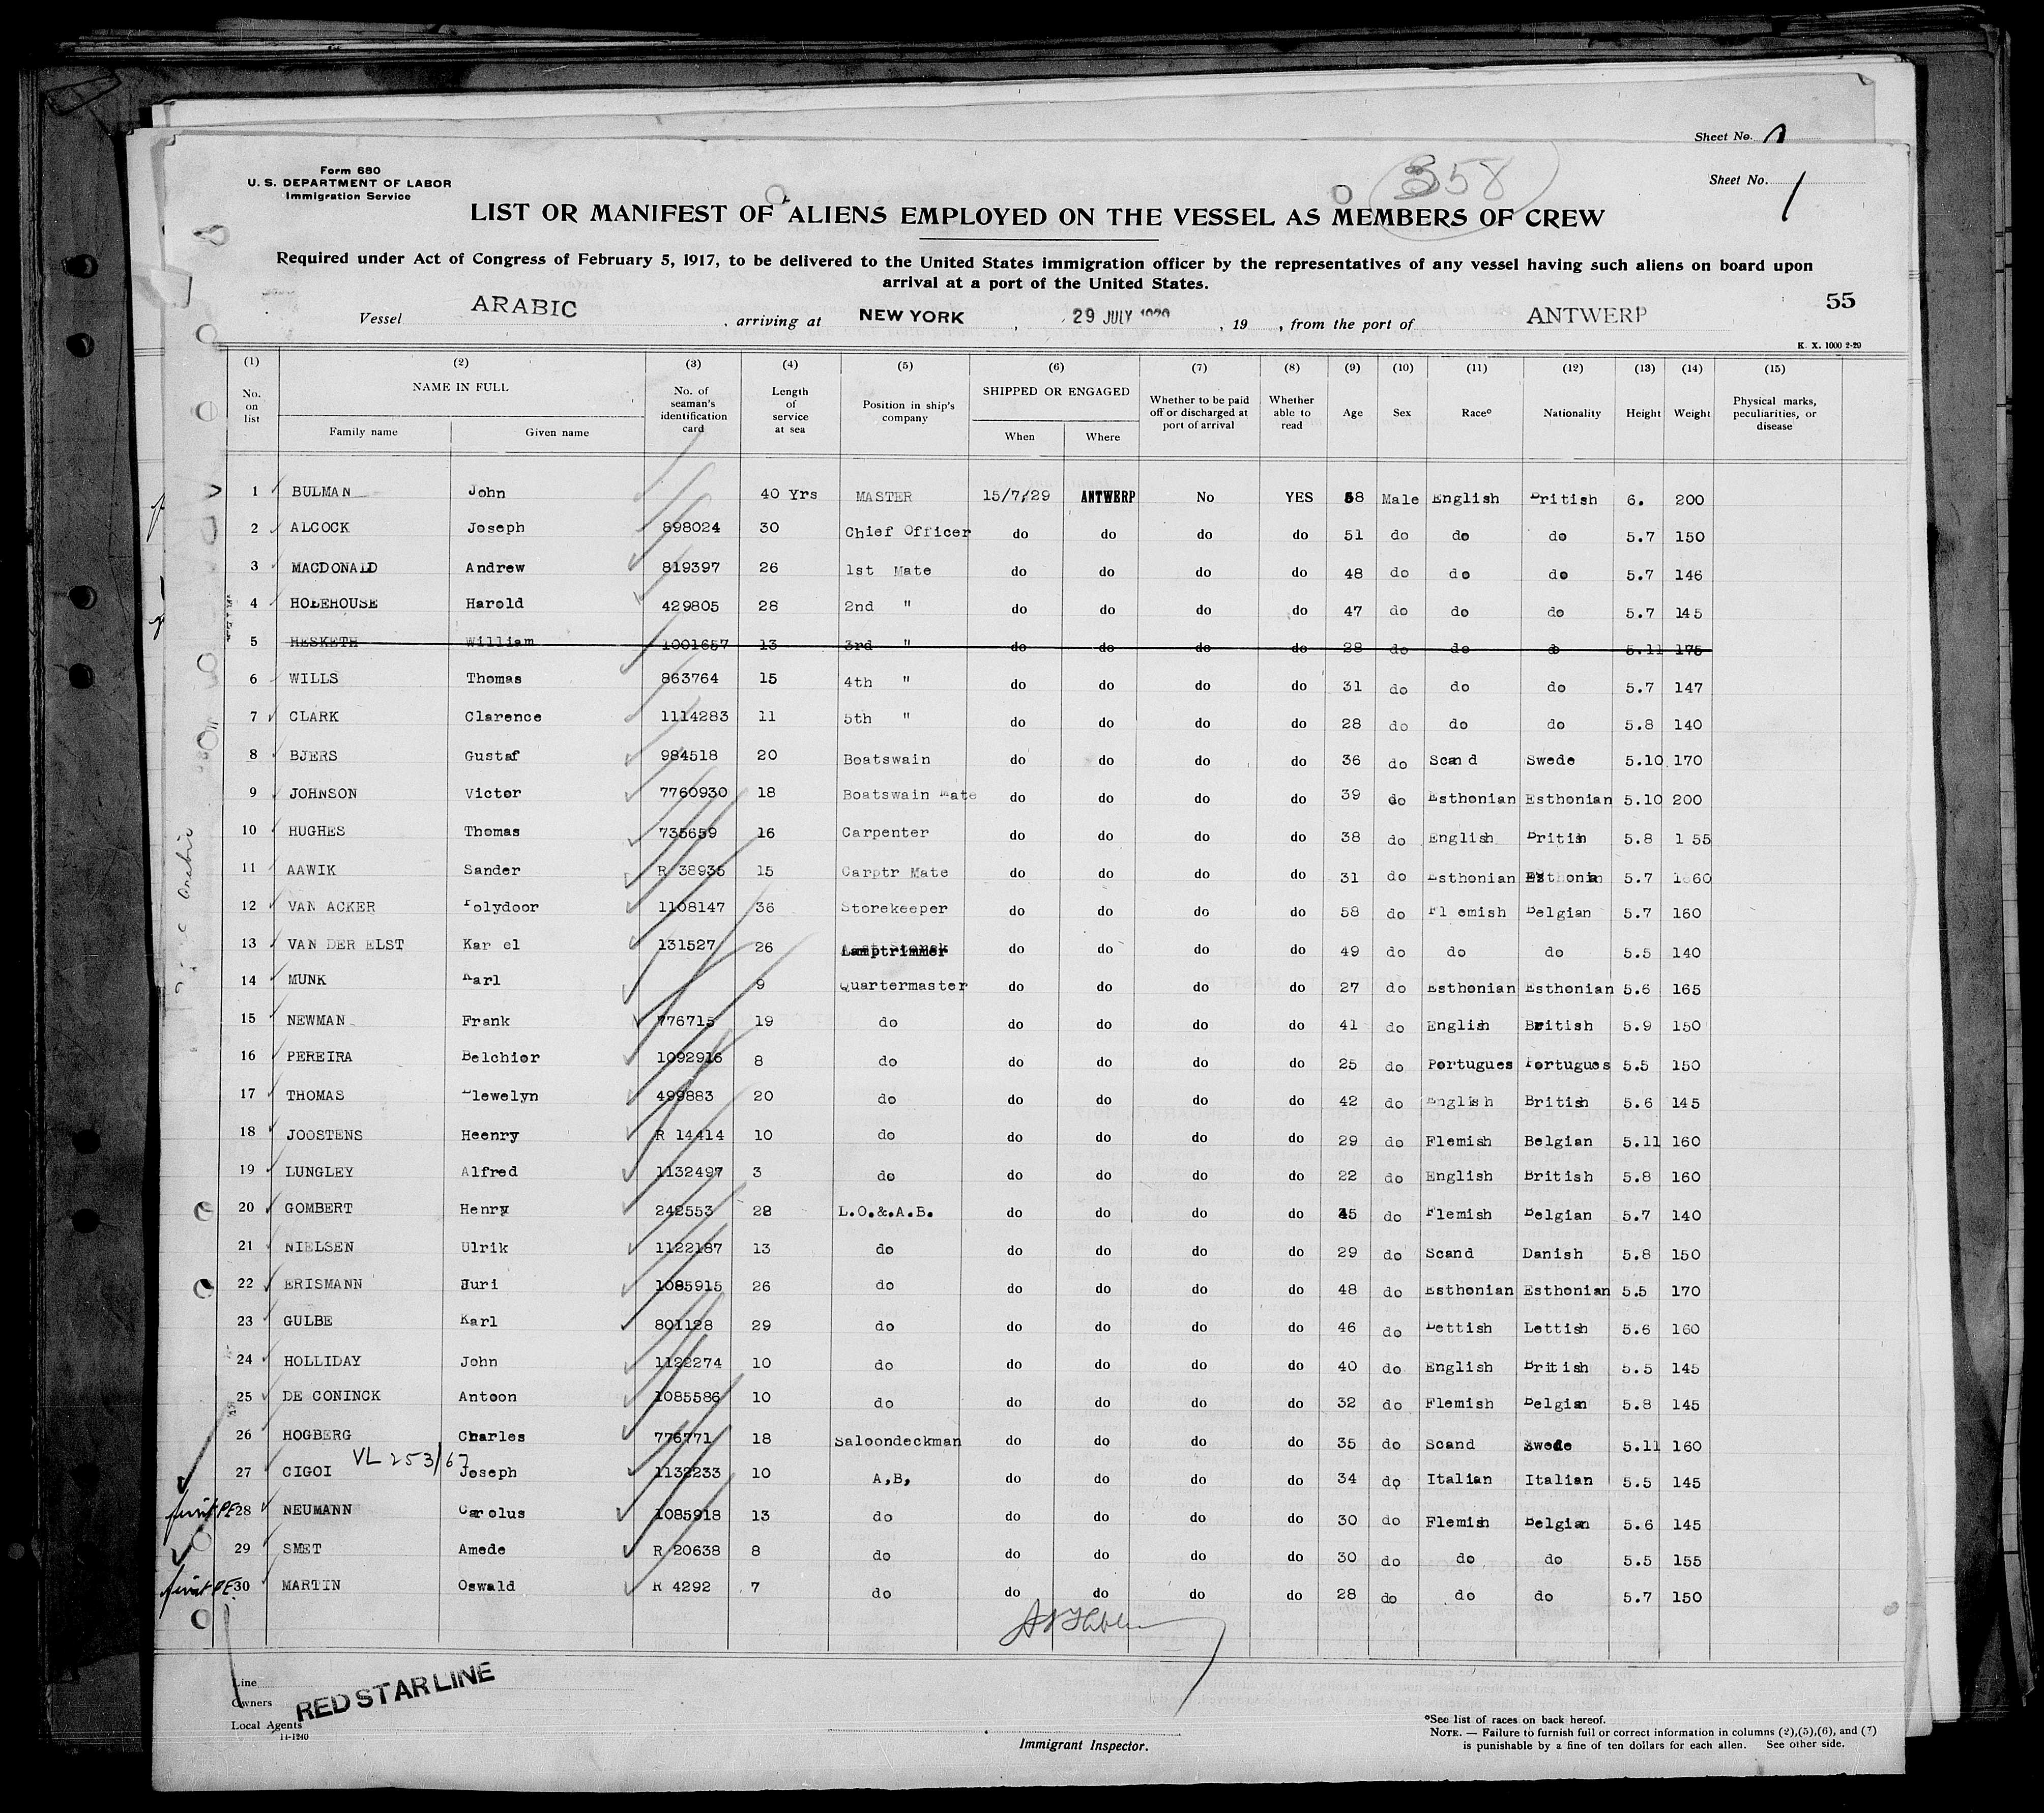 Sheet No.
Form 680
U. S. DEPARTMENT OF LABOR
Immigration Service
358
Sheet No. 1
LIST OR MANIFEST OF ALIENS EMPLOYED ON THE VESSEL AS MEMBERS OF CREW
Required under Act of Congress of February 5, 1917, to be delivered to the United States immigration officer by the representatives of any vessel having such aliens on board upon
arrival at a port of the United States.
Vessel ARABIC , arriving at NEW YORK , 29 JULY 1929 , 19 , from the port of ANTWERP 55
K. X. 1000 2-29
(1) (2) (3) (4) (5) (6) (7) (8) (9) (10) (11) (12) (13) (14) (15)
No. on list NAME IN FULL Family name Given name No. of seaman's identification card Length of service at sea Position in ship's company SHIPPED OR ENGAGED When Where Whether to be paid off or discharged at port of arrival Whether able to read Age Sex Race° Nationality Height Weight Physical marks, peculiarities, or disease
1 BULMAN John 40 Yrs MASTER 15/7/29 ANTWERP No YES 58 Male English British 6. 200
2 ALCOCK Joseph 898024 30 Chief Officer do do do do 51 do do do 5.7 150
3 MACDONALD Andrew 819397 26 1st Mate do do do do 48 do do do 5.7 146
4 HOLEHOUSE Harold 429805 28 2nd " do do do do 47 do do do 5.7 145
5 HESKETH William 1001657 13 3rd " do do do do 28 do do do 5.11 175
6 WILLS Thomas 863764 15 4th " do do do do 31 do do do 5.7 147
7 CLARK Clarence 1114283 11 5th " do do do do 28 do do do 5.8 140
8 BJERS Gustaf 984518 20 Boatswain do do do do 36 do Scand Swede 5.10 170
9 JOHNSON Victor 7760930 18 Boatswain Mate do do do do 39 do Esthonian Esthonian 5.10 200
10 HUGHES Thomas 735659 16 Carpenter do do do do 38 do English Britih 5.8 155
11 AAWIK Sander R 38935 15 Carptr Mate do do do do 31 do Esthonian Esthonian 5.7 160
12 VAN ACKER Polydoor 1108147 36 Storekeeper do do do do 58 do Flemish Belgian 5.7 160
13 VAN DER ELST Karel 131527 26 Lamptrimmer do do do do 49 do do do 5.5 140
14 MUNK Karl 9 Quartermaster do do do do 27 do Esthonian Esthonian 5.6 165
15 NEWMAN Frank 776715 19 do do do do do 41 do English British 5.9 150
16 PEREIRA Belchior 1092916 8 do do do do do 25 do Portugues Portugues 5.5 150
17 THOMAS Llewelyn 499883 20 do do do do do 42 do English British 5.6 145
18 JOOSTENS Heenry R 14414 10 do do do do do 29 do Flemish Belgian 5.11 160
19 LUNGLEY Alfred 1132497 3 do do do do do 22 do English British 5.8 160
20 GOMBERT Henry 242553 28 L.O.&.A.B. do do do do 45 do Flemish Belgian 5.7 140
21 NIELSEN Ulrik 1122187 13 do do do do do 29 do Scand Danish 5.8 150
22 ERISMANN Juri 1085915 26 do do do do do 48 do Esthonian Esthonian 5.5 170
23 GULBE Karl 801128 29 do do do do do 46 do Lettish Lettish 5.6 160
24 HOLLIDAY John 1122274 10 do do do do do 40 do English British 5.5 145
25 DE CONINCK Antoon 1085586 10 do do do do do 32 do Flemish Belgian 5.8 145
26 HOGBERG Charles 776771 18 Saloondeckman do do do do 35 do Scand Swede 5.11 160
VL 253/67
27 CIGOI Joseph 1132233 10 A,B, do do do do 34 do Italian Italian 5.5 145
28 NEUMANN Carolus 1085918 13 do do do do do 30 do Flemish Belgian 5.6 145
29 SMET Amede R 20638 8 do do do do do 30 do do do 5.5 155
30 MARTIN Oswald R 4292 7 do do do do do 28 do do do 5.7 150
Line
Owners RED STAR LINE
Local Agents
14-1240
Immigrant Inspector.
°See list of races on back hereof.
NOTE. — Failure to furnish full or correct information in columns (2),(5),(6), and (7)
is punishable by a fine of ten dollars for each alien. See other side.